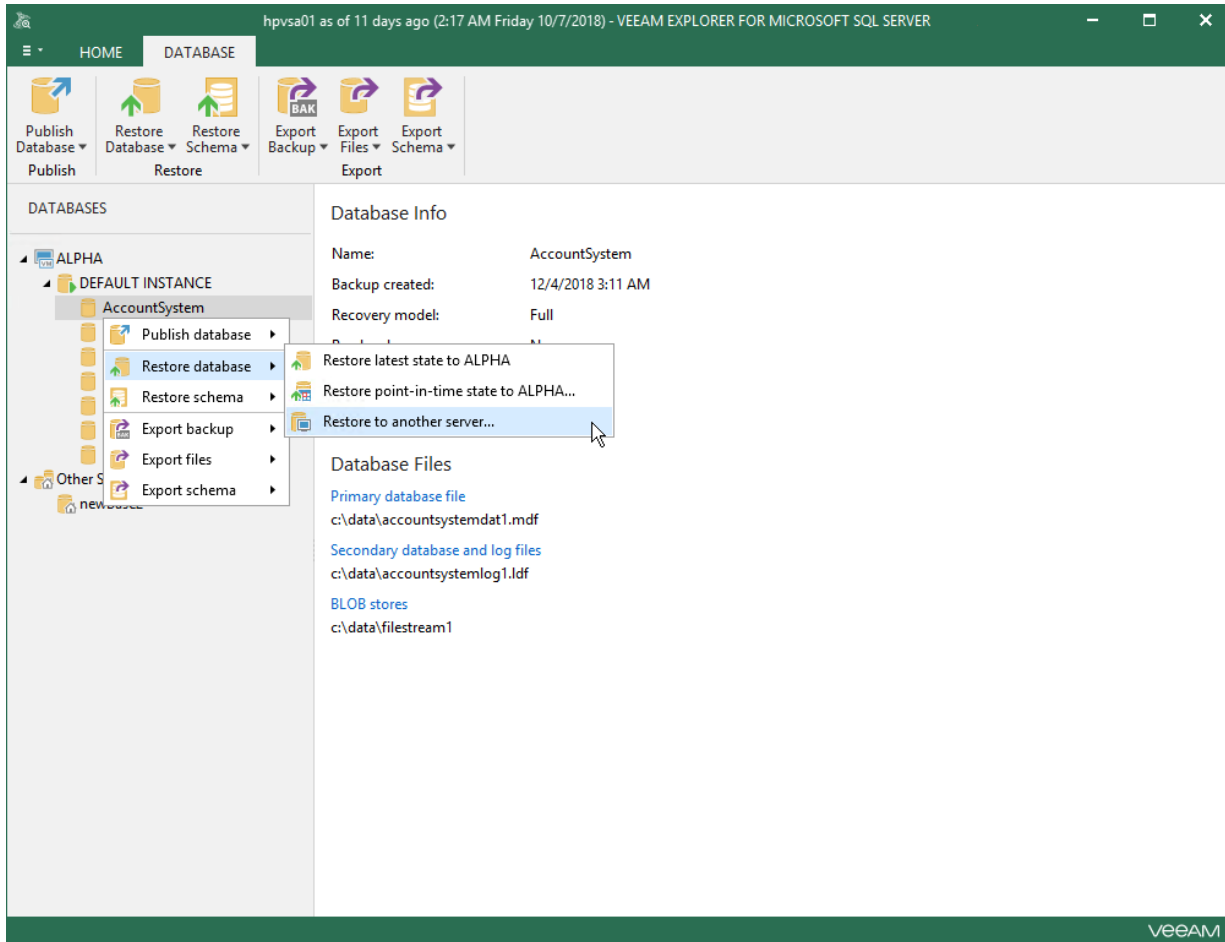 hpvsa01 as of 11 days ago (2:17 AM Friday 10/7/2018) - VEEAM EXPLORER FOR MICROSOFT SQL SERVER
HOME DATABASE
Publish Database
Restore Database
Restore Schema
BAK
Export Backup
Export Files
Export Schema
Publish Restore Export
DATABASES
ALPHA
DEFAULT INSTANCE
AccountSystem
Publish database
Restore database
Restore schema
BAK
Export backup
Export files
Export schema
Other S
Restore latest state to ALPHA
Restore point-in-time state to ALPHA...
Restore to another server...
Database Info
Name: AccountSystem
Backup created: 12/4/2018 3:11 AM
Recovery model: Full
Database Files
Primary database file
c:\data\accountsystemdat1.mdf
Secondary database and log files
c:\data\accountsystemlog1.ldf
BLOB stores
c:\data\filestream1
veeAM